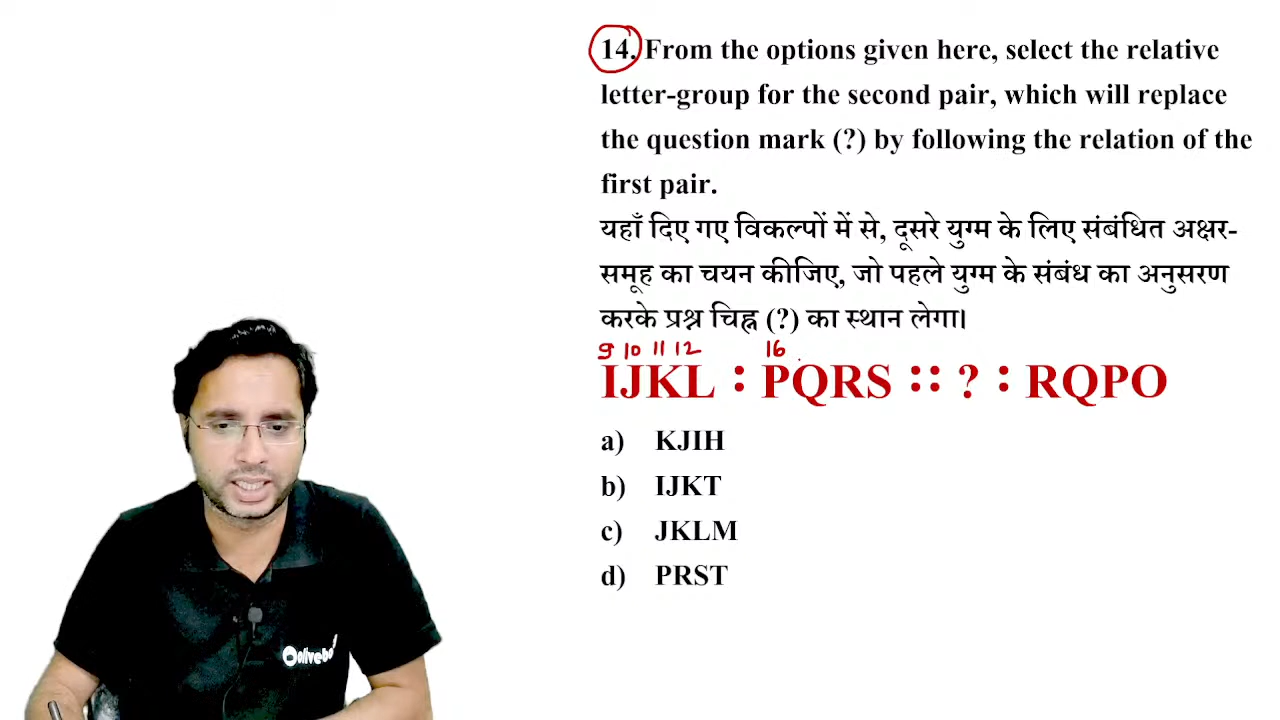 14. From the options given here, select the relative
letter-group for the second pair, which will replace
the question mark (?) by following the relation of the
first pair.
यहाँ दिए गए विकल्पों में से, दूसरे युग्म के लिए संबंधित अक्षर-
समूह का चयन कीजिए, जो पहले युग्म के संबंध का अनुसरण
करके प्रश्न चिह्न (?) का स्थान लेगा।
9 10 11 12 16
IJKL : PQRS :: ? : RQPO
a) KJIH
b) IJKT
c) JKLM
d) PRST